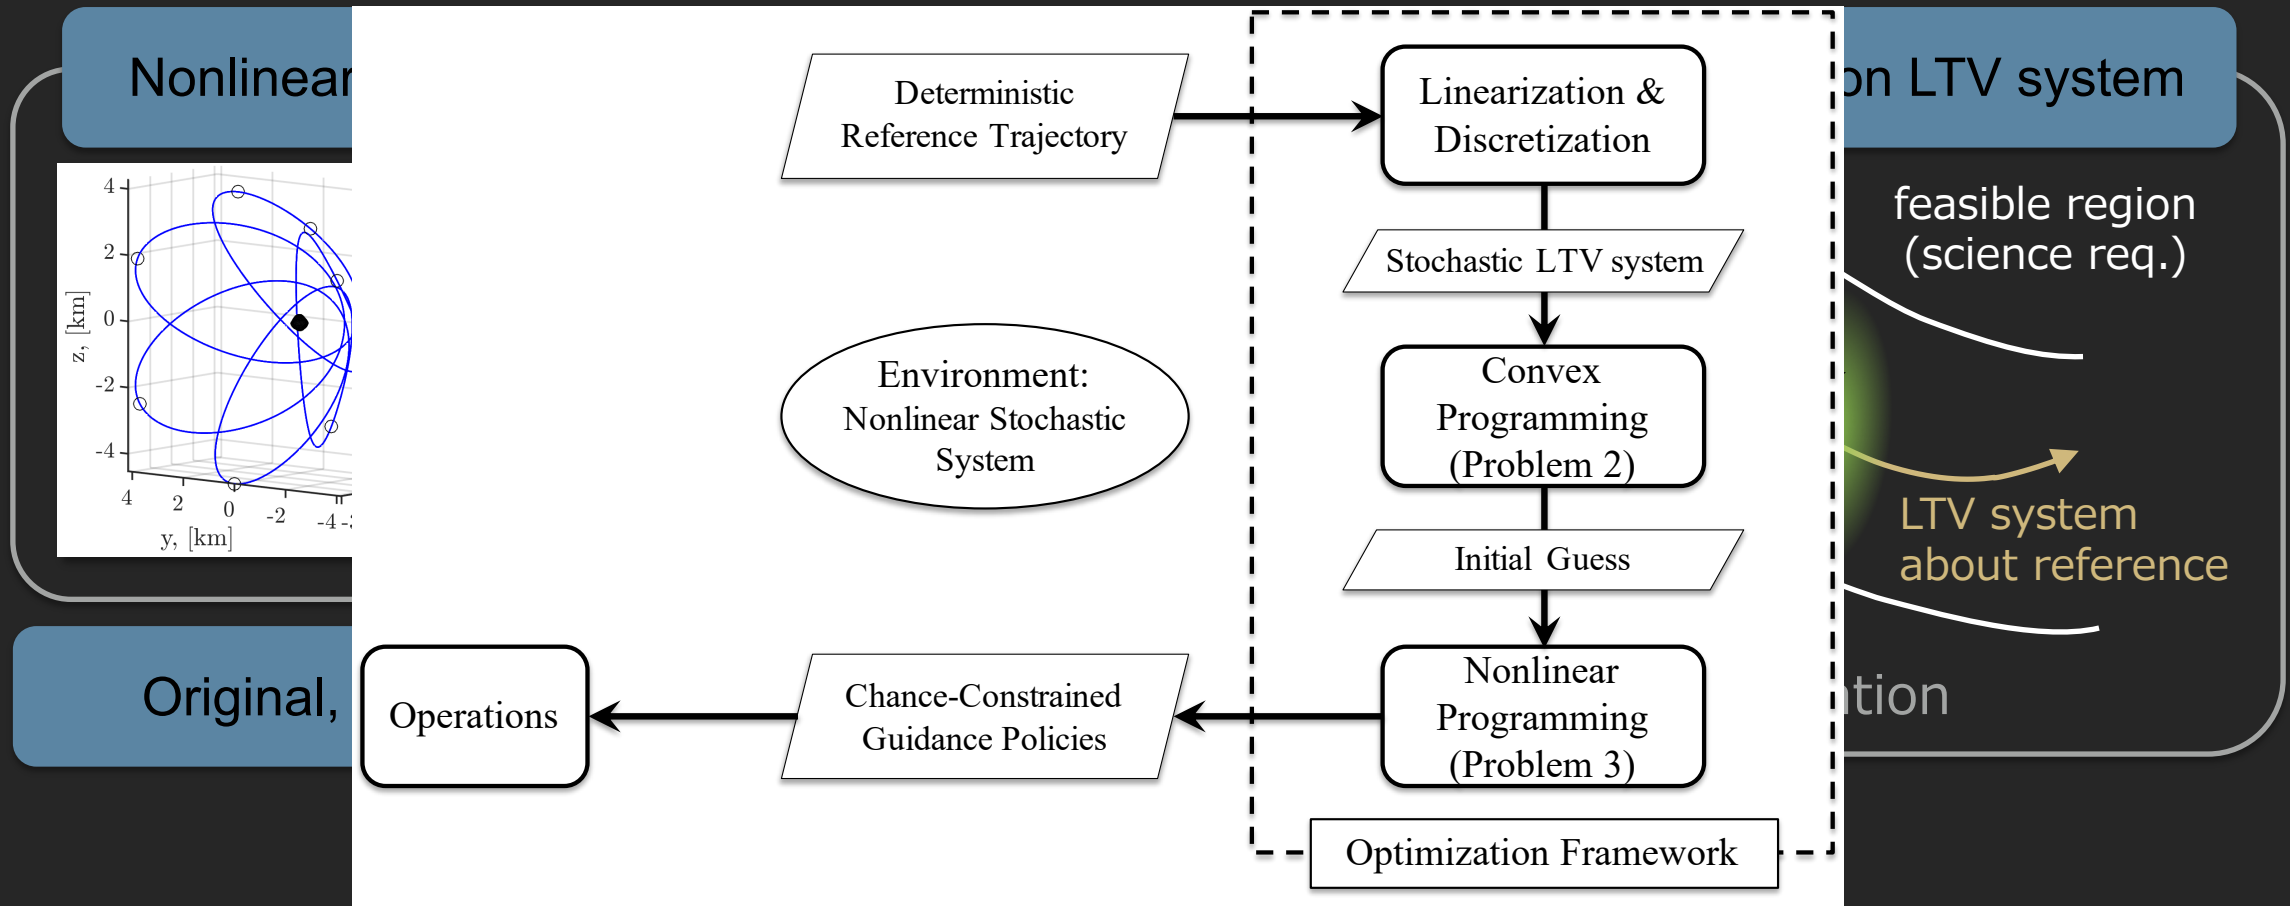 Nonlinear
on LTV system
Deterministic
Reference Trajectory
Linearization &
Discretization
feasible region
(science req.)
Stochastic LTV system
4
2
0
-2
-4
z, [km]
4
2
0
-2
-4
y, [km]
Environment:
Nonlinear Stochastic
System
Convex
Programming
(Problem 2)
LTV system
about reference
Initial Guess
Original,
Operations
Chance-Constrained
Guidance Policies
Nonlinear
Programming
(Problem 3)
ation
Optimization Framework